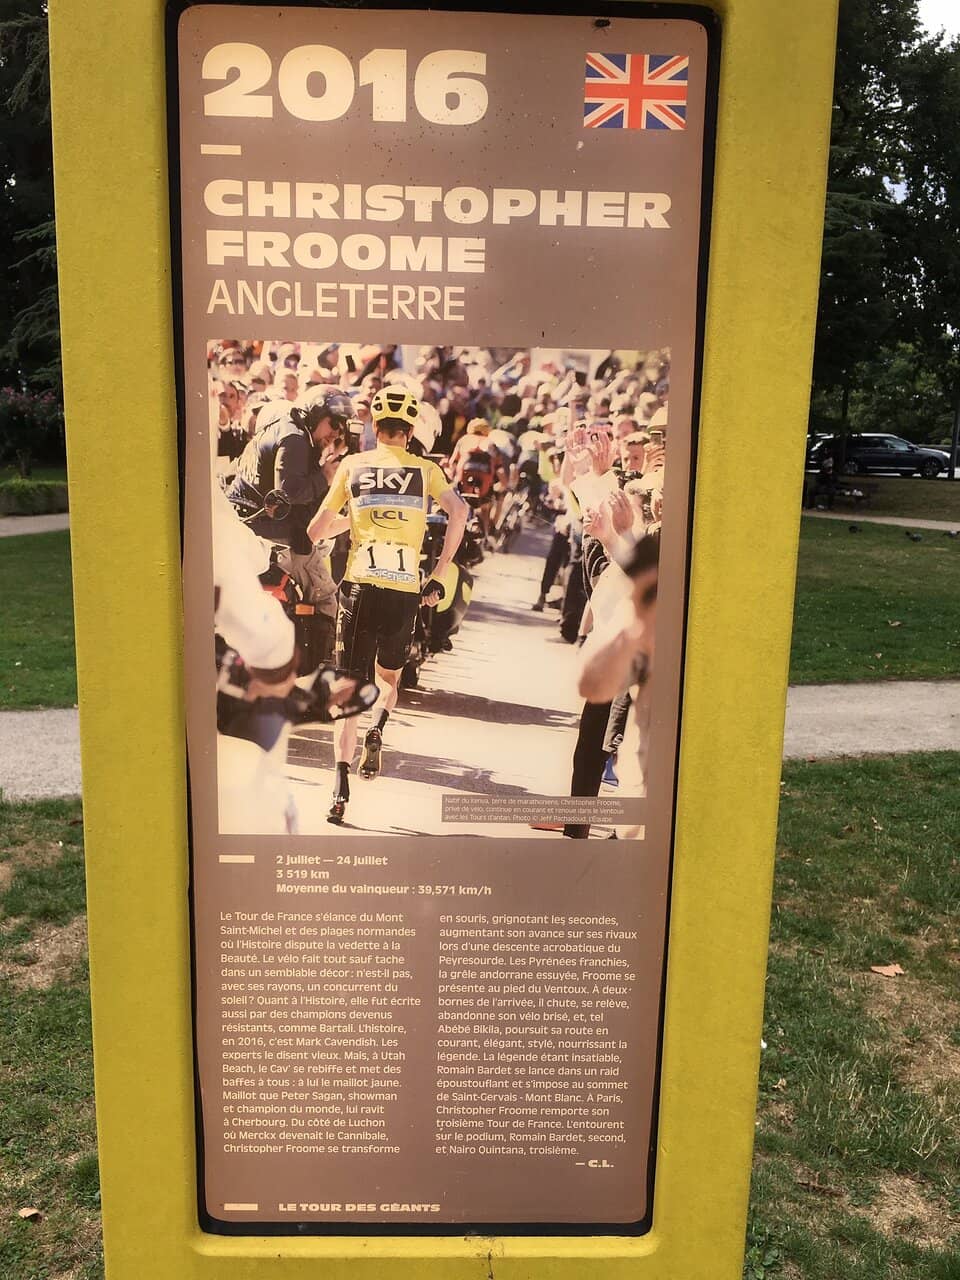 2016
CHRISTOPHER
FROOME
ANGLETERRE
sky
LCL
11
Natif du Kenya, terre de marathoniens, Christopher Froome,
privé de vélo, continue en courant et renoue dans le Ventoux
avec les Tours d'antan. Photo © Jeff Pachadoud, L'Équipe
2 juillet — 24 juillet
3 519 km
Moyenne du vainqueur : 39,571 km/h
Le Tour de France s'élance du Mont
Saint-Michel et des plages normandes
où l'Histoire dispute la vedette à la
Beauté. Le vélo fait tout sauf tache
dans un semblable décor : n'est-il pas,
avec ses rayons, un concurrent du
soleil ? Quant à l'Histoire, elle fut écrite
aussi par des champions devenus
résistants, comme Bartali. L'histoire,
en 2016, c'est Mark Cavendish. Les
experts le disent vieux. Mais, à Utah
Beach, le Cav' se rebiffe et met des
baffes à tous : à lui le maillot jaune.
Maillot que Peter Sagan, showman
et champion du monde, lui ravit
à Cherbourg. Du côté de Luchon
où Merckx devenait le Cannibale,
Christopher Froome se transforme
en souris, grignotant les secondes,
augmentant son avance sur ses rivaux
lors d'une descente acrobatique du
Peyresourde. Les Pyrénées franchies,
la grêle andorrane essuyée, Froome se
présente au pied du Ventoux. À deux
bornes de l'arrivée, il chute, se relève,
abandonne son vélo brisé, et, tel
Abébé Bikila, poursuit sa route en
courant, élégant, stylé, nourrissant la
légende. La légende étant insatiable,
Romain Bardet se lance dans un raid
époustouflant et s'impose au sommet
de Saint-Gervais - Mont Blanc. À Paris,
Christopher Froome remporte son
troisième Tour de France. L'entourent
sur le podium, Romain Bardet, second,
et Nairo Quintana, troisième.
— C.L.
LE TOUR DES GÉANTS